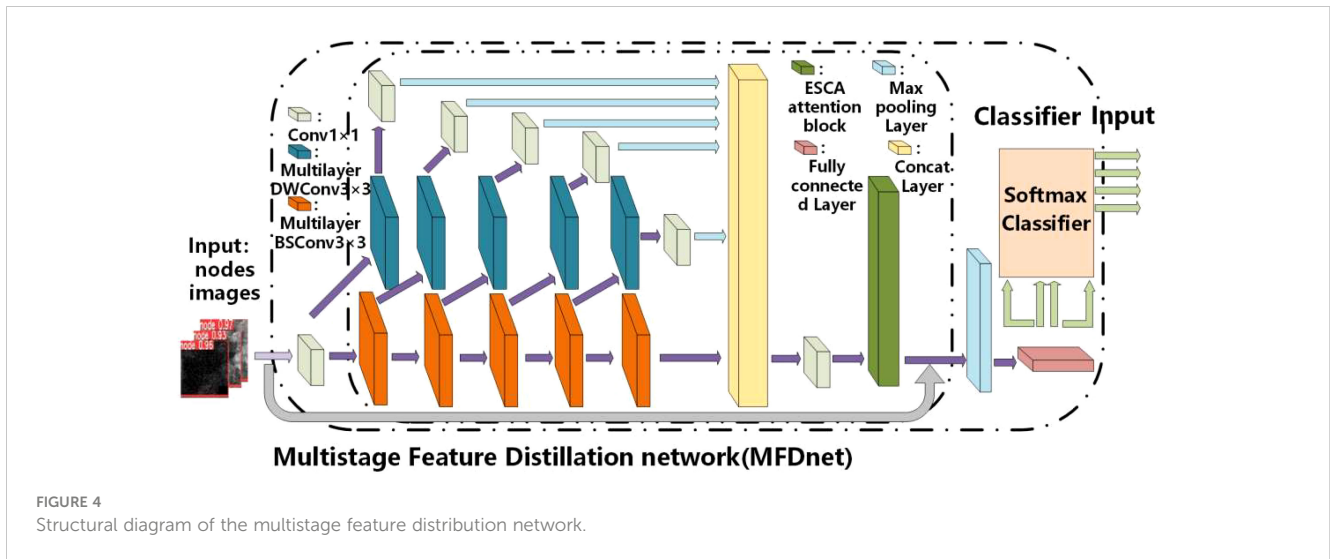 Conv1×1
:
Multilayer
DWConv3×3
:
Multilayer
BSConv3×3
:
ESCA
attention
block
:
Max
pooling
Layer
:
Fully
connecte
d Layer
:
Concat
Layer
:
Classifier Input
Softmax
Classifier
Input:
nodes
images
node 0.97
node 0.93
node 0.95
Multistage Feature Distillation network(MFDnet)
FIGURE 4
Structural diagram of the multistage feature distribution network.